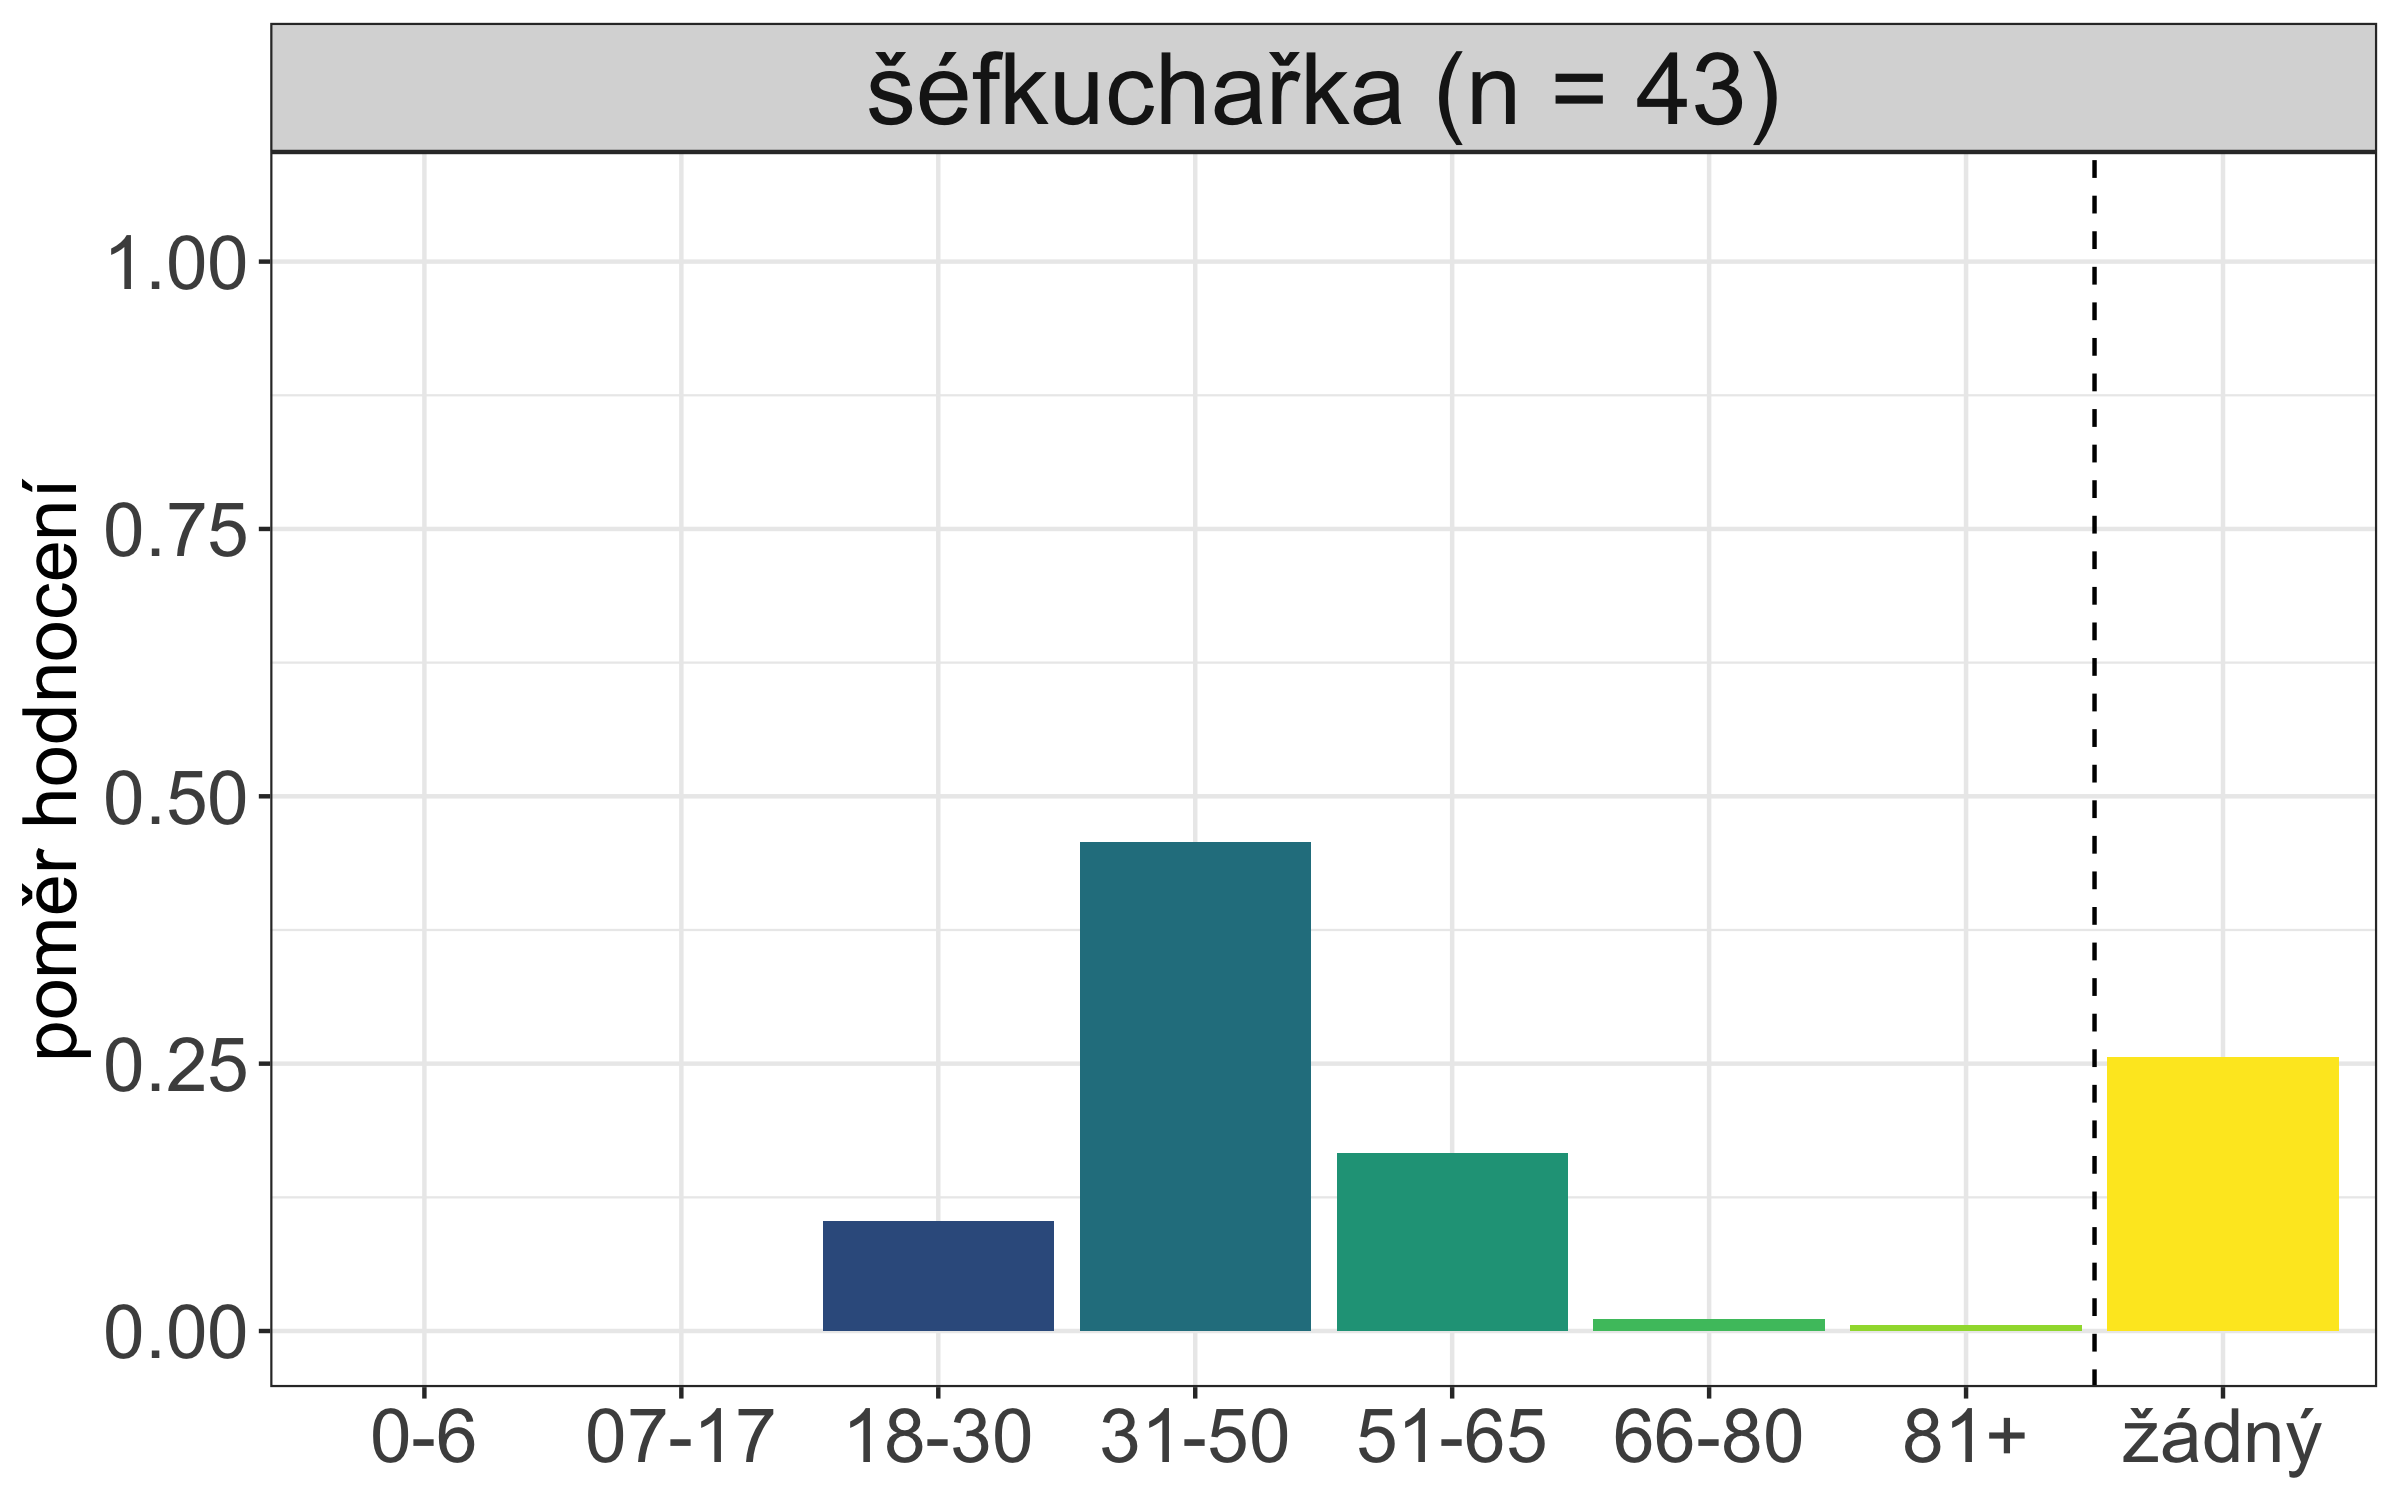 šéfkuchařka (n = 43)
poměr hodnocení
1.00
0.75
0.50
0.25
0.00
0-6 07-17 18-30 31-50 51-65 66-80 81+ žádný